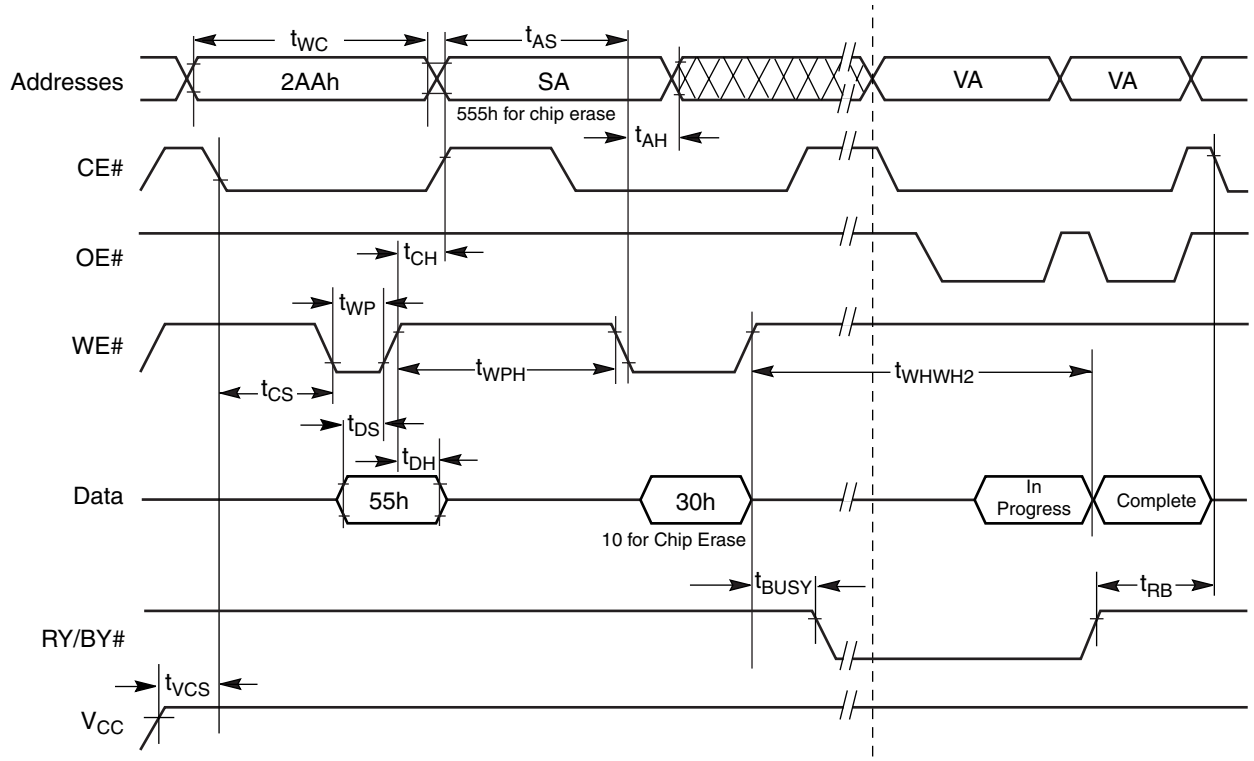 tWC
tAS
Addresses
2AAh
SA
VA
VA
555h for chip erase
tAH
CE#
OE#
tCH
tWP
WE#
tWPH
tWHWH2
tCS
tDS
tDH
Data
55h
30h
In
Progress
Complete
10 for Chip Erase
tBUSY
tRB
RY/BY#
tVCS
VCC